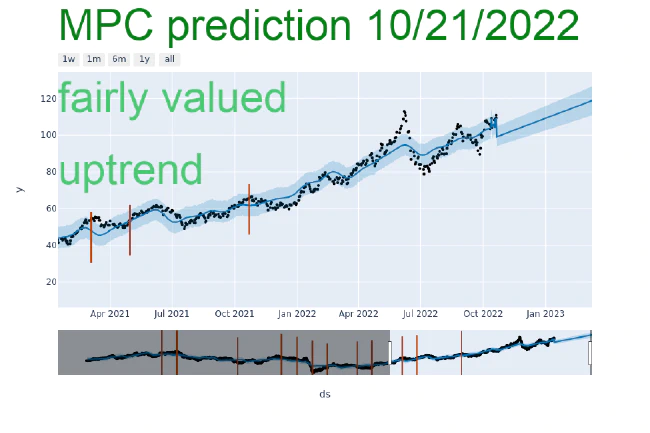 MPC prediction 10/21/2022
1w 1m 6m 1y all
fairly valued
uptrend
120
100
80
60
40
20
y
Apr 2021 Jul 2021 Oct 2021 Jan 2022 Apr 2022 Jul 2022 Oct 2022 Jan 2023
ds